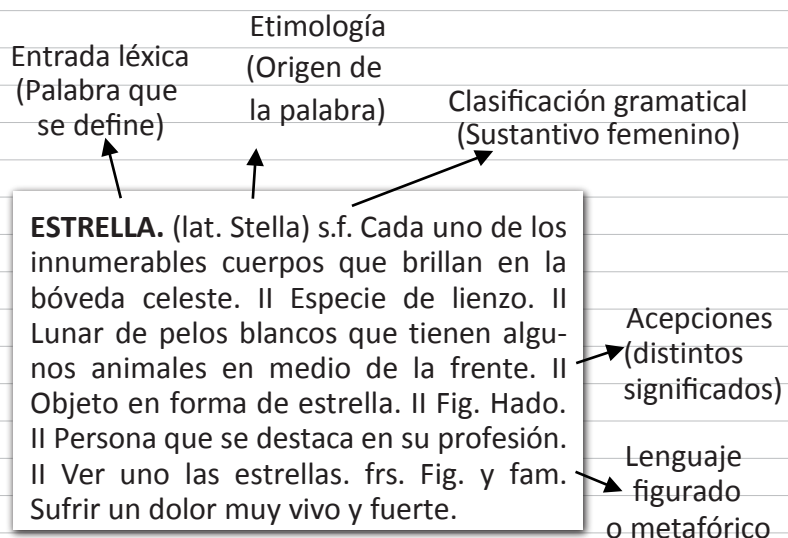 Entrada léxica
(Palabra que
se define)
Etimología
(Origen de
la palabra)
Clasificación gramatical
(Sustantivo femenino)
ESTRELLA. (lat. Stella) s.f. Cada uno de los
innumerables cuerpos que brillan en la
bóveda celeste. II Especie de lienzo. II
Lunar de pelos blancos que tienen algu-
nos animales en medio de la frente. II
Objeto en forma de estrella. II Fig. Hado.
II Persona que se destaca en su profesión.
II Ver uno las estrellas. frs. Fig. y fam.
Sufrir un dolor muy vivo y fuerte.
Acepciones
(distintos
significados)
Lenguaje
figurado
o metafórico